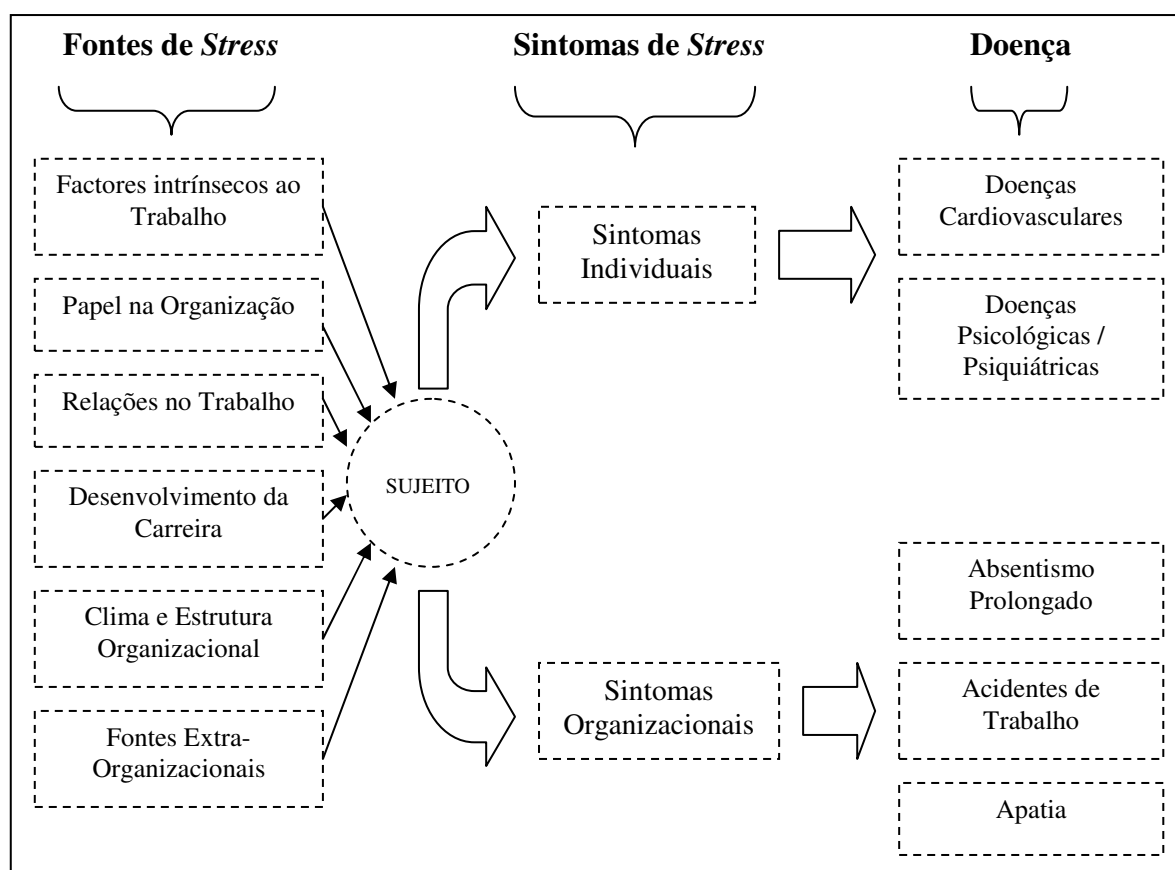 Fontes de Stress
Sintomas de Stress
Doença
Factores intrínsecos ao
Trabalho
Papel na Organização
Relações no Trabalho
Desenvolvimento da
Carreira
Clima e Estrutura
Organizacional
Fontes Extra-
Organizacionais
SUJEITO
Sintomas
Individuais
Sintomas
Organizacionais
Doenças
Cardiovasculares
Doenças
Psicológicas /
Psiquiátricas
Absentismo
Prolongado
Acidentes de
Trabalho
Apatia